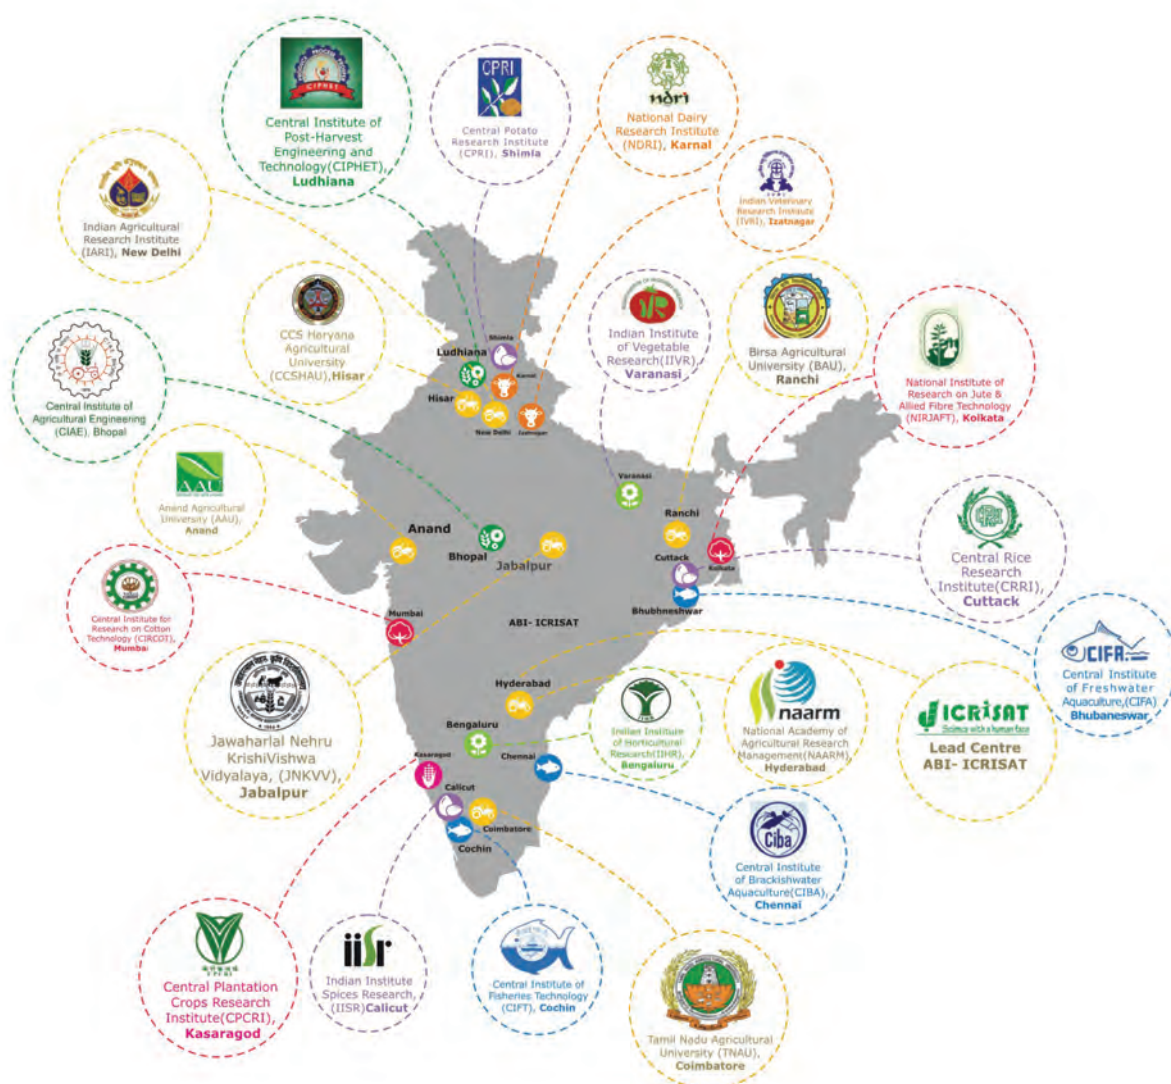 CIPHET
Central Institute of
Post-Harvest
Engineering and
Technology(CIPHET),
Ludhiana
CPRI
Central Potato
Research Institute
(CPRI), Shimla
ndri
National Dairy
Research Institute
(NDRI), Karnal
Indian Veterinary
Research Institute
(IVRI), Izatnagar
Indian Agricultural
Research Institute
(IARI), New Delhi
CCS Haryana
Agricultural
University
(CCSHAU),Hisar
Indian Institute
of Vegetable
Research(IIVR),
Varanasi
Birsa Agricultural
University (BAU),
Ranchi
National Institute of
Research on Jute &
Allied Fibre Technology
(NIRJAFT), Kolkata
Central Institute of
Agricultural Engineering
(CIAE), Bhopal
AAU
Anand Agricultural
University (AAU),
Anand
Central Institute for
Research on Cotton
Technology (CIRCOT),
Mumbai
Central Rice
Research
Institute(CRRI),
Cuttack
Shimla
Ludhiana
Karnal
Hisar
New Delhi
Izatnagar
Varanasi
Ranchi
Anand
Bhopal
Jabalpur
Cuttack
Kolkata
Bhubhneshwar
Mumbai
ABI- ICRISAT
Hyderabad
Bengaluru
Kasaragod
Chennai
Calicut
Coimbatore
Cochin
Jawaharlal Nehru
KrishiVishwa
Vidyalaya, (JNKVV),
Jabalpur
Indian Institute
of Horticultural
Research(IIHR),
Bengaluru
naarm
National Academy of
Agricultural Research
Management(NAARM),
Hyderabad
ICRISAT
Science with a human face
Lead Centre
ABI- ICRISAT
CIFA
Central Institute
of Freshwater
Aquaculture,(CIFA)
Bhubaneswar
Ciba
Central Institute
of Brackishwater
Aquaculture(CIBA),
Chennai
CPCRI
Central Plantation
Crops Research
Institute(CPCRI),
Kasaragod
iisr
Indian Institute
Spices Research,
(IISR)Calicut
Central Institute of
Fisheries Technology
(CIFT), Cochin
Tamil Nadu Agricultural
University (TNAU),
Coimbatore